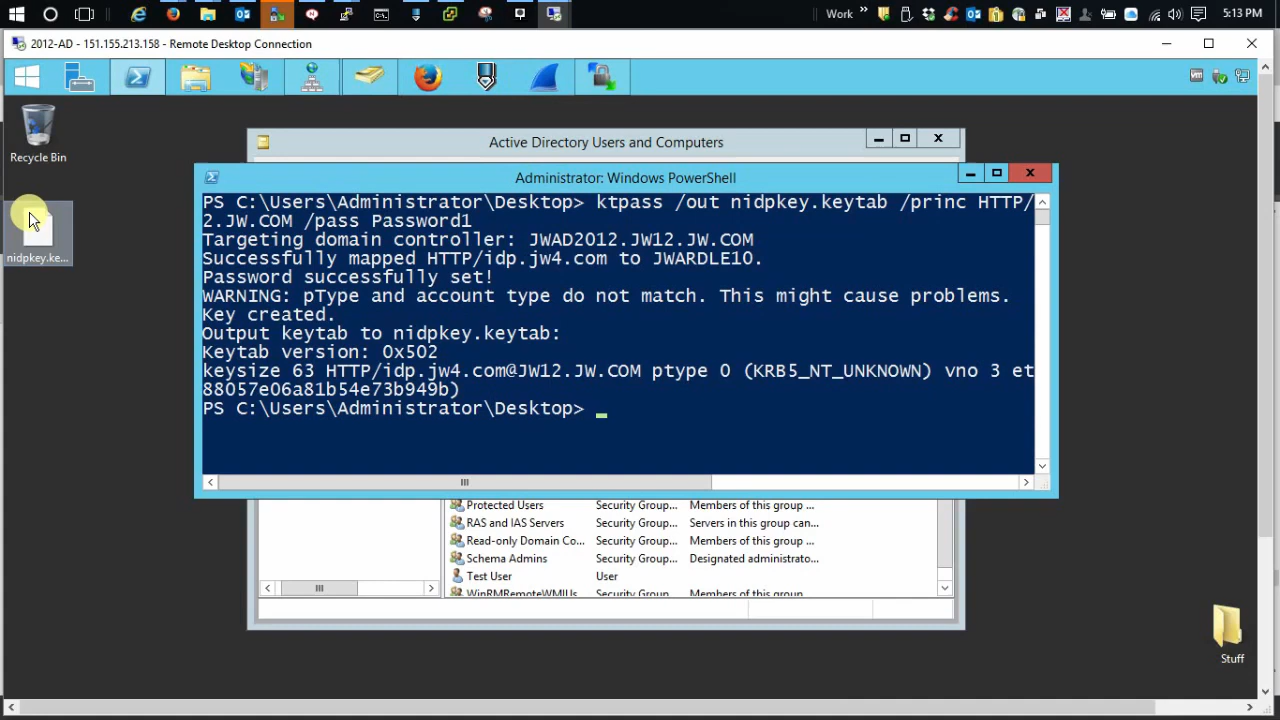 Work
5:13 PM
2012-AD - 151.155.213.158 - Remote Desktop Connection
Recycle Bin
nidpkey.ke...
Active Directory Users and Computers
Administrator: Windows PowerShell
PS C:\Users\Administrator\Desktop> ktpass /out nidpkey.keytab /princ HTTP/
2.JW.COM /pass Password1
Targeting domain controller: JWAD2012.JW12.JW.COM
Successfully mapped HTTP/idp.jw4.com to JWARDLE10.
Password successfully set!
WARNING: pType and account type do not match. This might cause problems.
Key created.
Output keytab to nidpkey.keytab:
Keytab version: 0x502
keysize 63 HTTP/idp.jw4.com@JW12.JW.COM ptype 0 (KRB5_NT_UNKNOWN) vno 3 et
88057e06a81b54e73b949b)
PS C:\Users\Administrator\Desktop>
Protected Users Security Group... Members of this group ...
RAS and IAS Servers Security Group... Servers in this group can...
Read-only Domain Co... Security Group... Members of this group ...
Schema Admins Security Group... Designated administrato...
Test User User
WinRMRemoteWMIUs Security Group Members of this group
Stuff